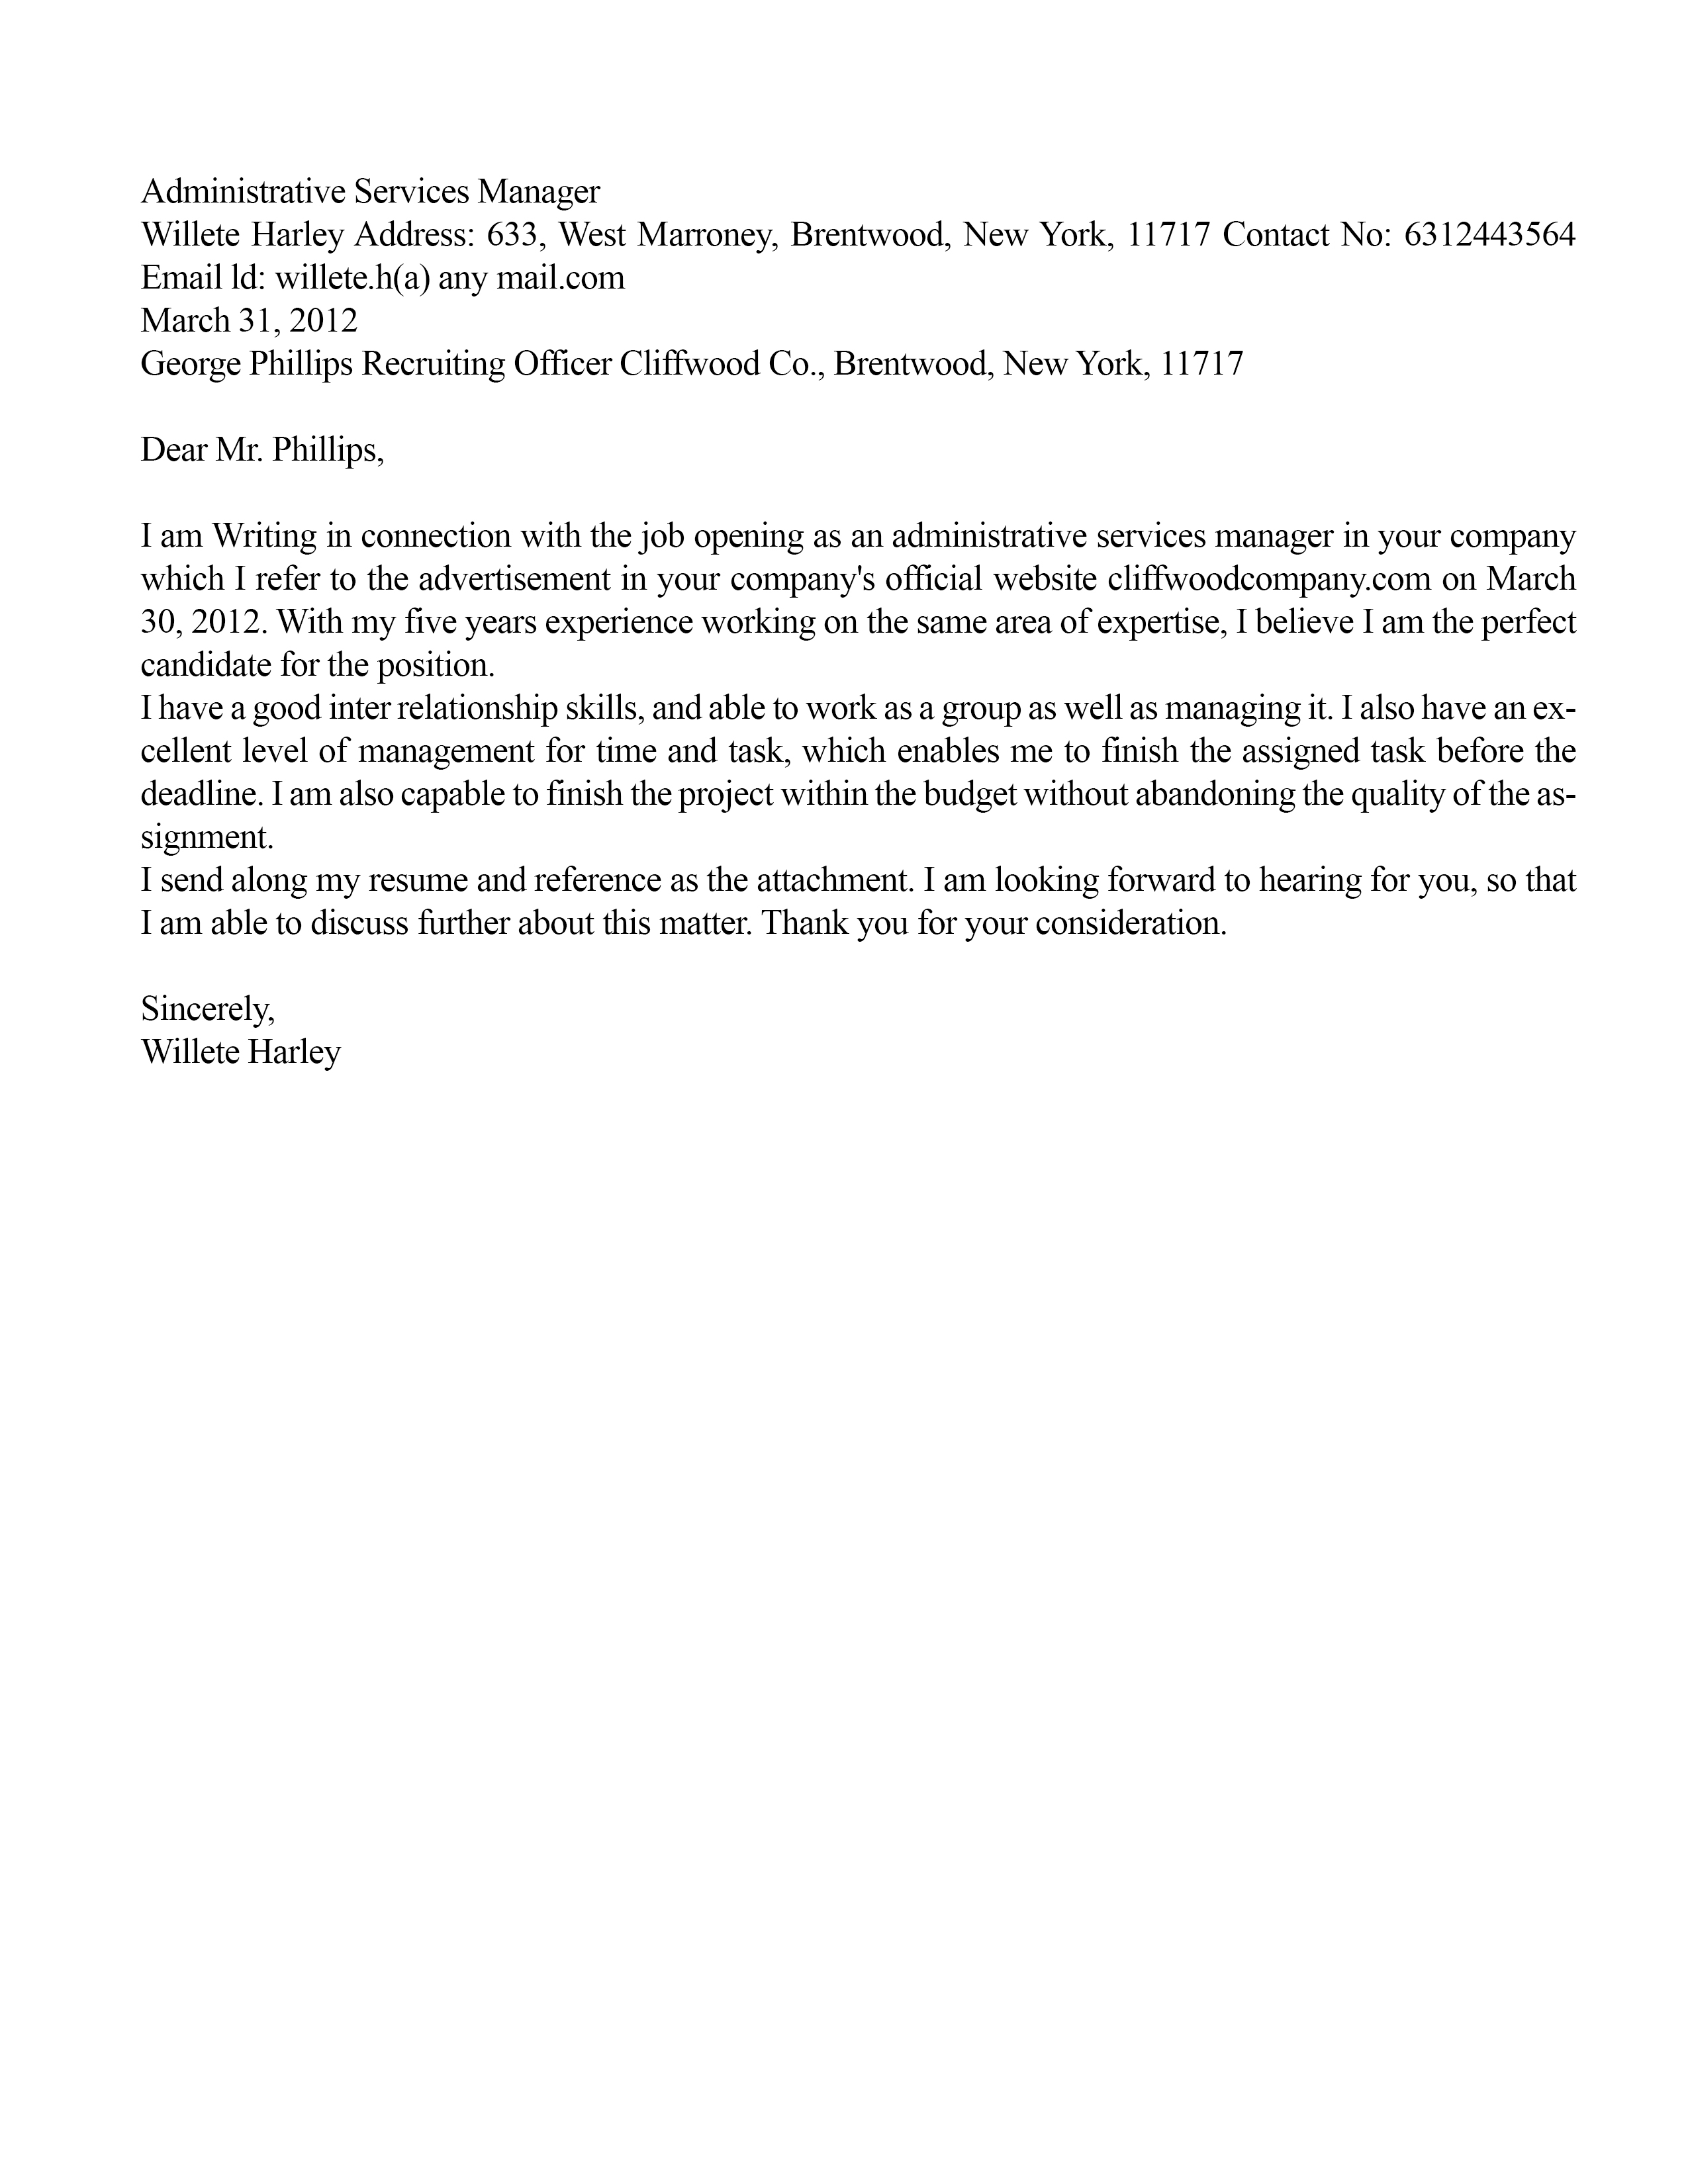 Administrative Services Manager
Willete Harley Address: 633, West Marroney, Brentwood, New York, 11717 Contact No: 6312443564
Email ld: willete.h(a) any mail.com
March 31, 2012
George Phillips Recruiting Officer Cliffwood Co., Brentwood, New York, 11717
Dear Mr. Phillips,
I am Writing in connection with the job opening as an administrative services manager in your company
which I refer to the advertisement in your company's official website cliffwoodcompany.com on March
30, 2012. With my five years experience working on the same area of expertise, I believe I am the perfect
candidate for the position.
I have a good inter relationship skills, and able to work as a group as well as managing it. I also have an ex-
cellent level of management for time and task, which enables me to finish the assigned task before the
deadline. I am also capable to finish the project within the budget without abandoning the quality of the as-
signment.
I send along my resume and reference as the attachment. I am looking forward to hearing for you, so that
I am able to discuss further about this matter. Thank you for your consideration.
Sincerely,
Willete Harley